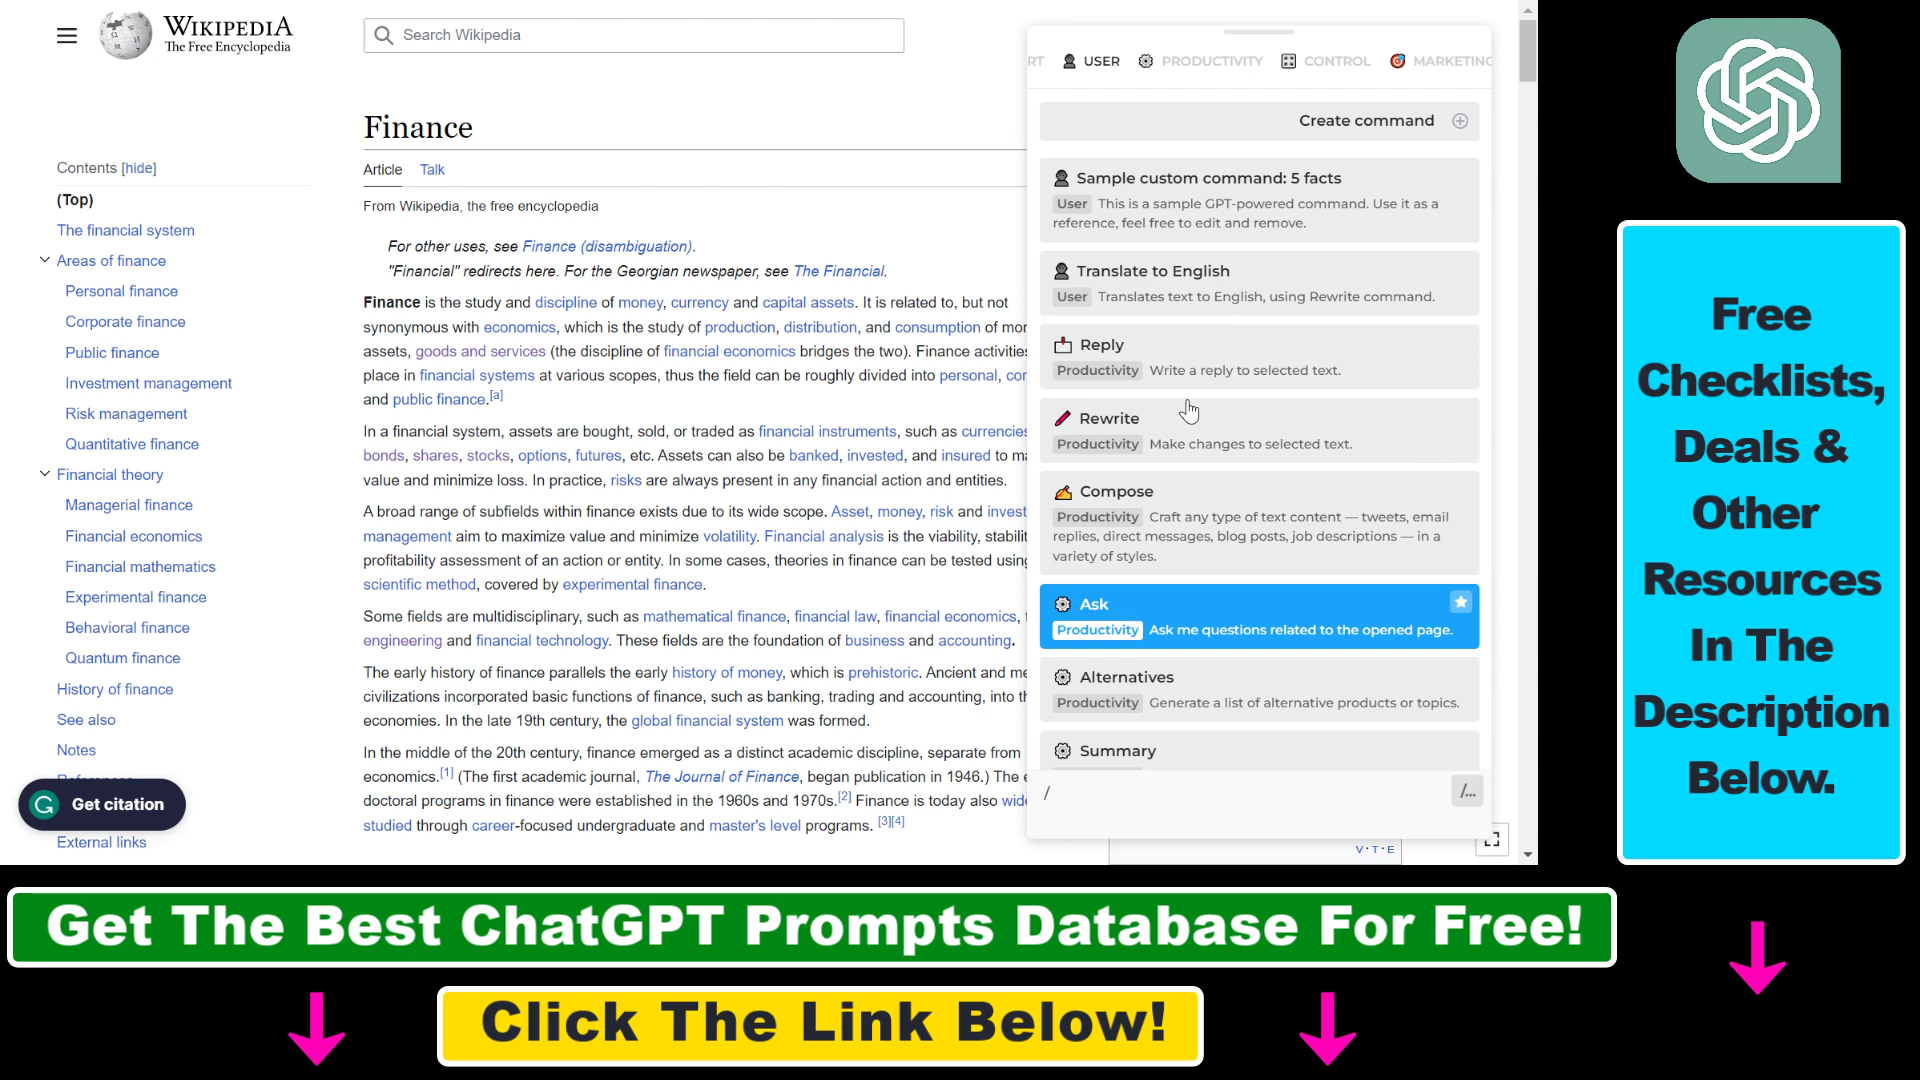 WIKIPEDIA
The Free Encyclopedia
Search Wikipedia
Contents [hide]
(Top)
The financial system
Areas of finance
Personal finance
Corporate finance
Public finance
Investment management
Risk management
Quantitative finance
Financial theory
Managerial finance
Financial economics
Financial mathematics
Experimental finance
Behavioral finance
Quantum finance
History of finance
See also
Notes
Get citation
External links
Finance
Article Talk
From Wikipedia, the free encyclopedia
For other uses, see Finance (disambiguation).
"Financial" redirects here. For the Georgian newspaper, see The Financial.
Finance is the study and discipline of money, currency and capital assets. It is related to, but not
synonymous with economics, which is the study of production, distribution, and consumption of mon
assets, goods and services (the discipline of financial economics bridges the two). Finance activities
place in financial systems at various scopes, thus the field can be roughly divided into personal, cor
and public finance.[a]
In a financial system, assets are bought, sold, or traded as financial instruments, such as currencies
bonds, shares, stocks, options, futures, etc. Assets can also be banked, invested, and insured to ma
value and minimize loss. In practice, risks are always present in any financial action and entities.
A broad range of subfields within finance exists due to its wide scope. Asset, money, risk and invest
management aim to maximize value and minimize volatility. Financial analysis is the viability, stabilit
profitability assessment of an action or entity. In some cases, theories in finance can be tested using
scientific method, covered by experimental finance.
Some fields are multidisciplinary, such as mathematical finance, financial law, financial economics,
engineering and financial technology. These fields are the foundation of business and accounting.
The early history of finance parallels the early history of money, which is prehistoric. Ancient and me
civilizations incorporated basic functions of finance, such as banking, trading and accounting, into th
economies. In the late 19th century, the global financial system was formed.
In the middle of the 20th century, finance emerged as a distinct academic discipline, separate from
economics.[1] (The first academic journal, The Journal of Finance, began publication in 1946.) The e
doctoral programs in finance were established in the 1960s and 1970s.[2] Finance is today also wide
studied through career-focused undergraduate and master's level programs. [3][4]
RT USER PRODUCTIVITY CONTROL MARKETING
Create command
Sample custom command: 5 facts
User This is a sample GPT-powered command. Use it as a
reference, feel free to edit and remove.
Translate to English
User Translates text to English, using Rewrite command.
Reply
Productivity Write a reply to selected text.
Rewrite
Productivity Make changes to selected text.
Compose
Productivity Craft any type of text content — tweets, email
replies, direct messages, blog posts, job descriptions — in a
variety of styles.
Ask
Productivity Ask me questions related to the opened page.
Alternatives
Productivity Generate a list of alternative products or topics.
Summary
/
/...
V·T·E
Free
Checklists,
Deals &
Other
Resources
In The
Description
Below.
Get The Best ChatGPT Prompts Database For Free!
Click The Link Below!